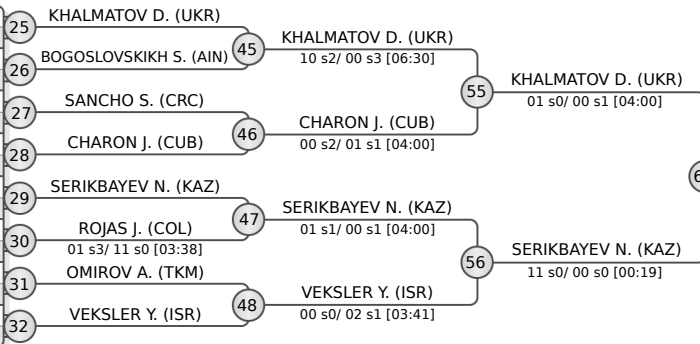 25
KHALMATOV D. (UKR)
26
BOGOSLOVSKIKH S. (AIN)
45
KHALMATOV D. (UKR)
10 s2/ 00 s3 [06:30]
27
SANCHO S. (CRC)
28
CHARON J. (CUB)
46
CHARON J. (CUB)
00 s2/ 01 s1 [04:00]
55
KHALMATOV D. (UKR)
01 s0/ 00 s1 [04:00]
29
SERIKBAYEV N. (KAZ)
30
ROJAS J. (COL)
01 s3/ 11 s0 [03:38]
47
SERIKBAYEV N. (KAZ)
01 s1/ 00 s1 [04:00]
31
OMIROV A. (TKM)
32
VEKSLER Y. (ISR)
48
VEKSLER Y. (ISR)
00 s0/ 02 s1 [03:41]
56
SERIKBAYEV N. (KAZ)
11 s0/ 00 s0 [00:19]